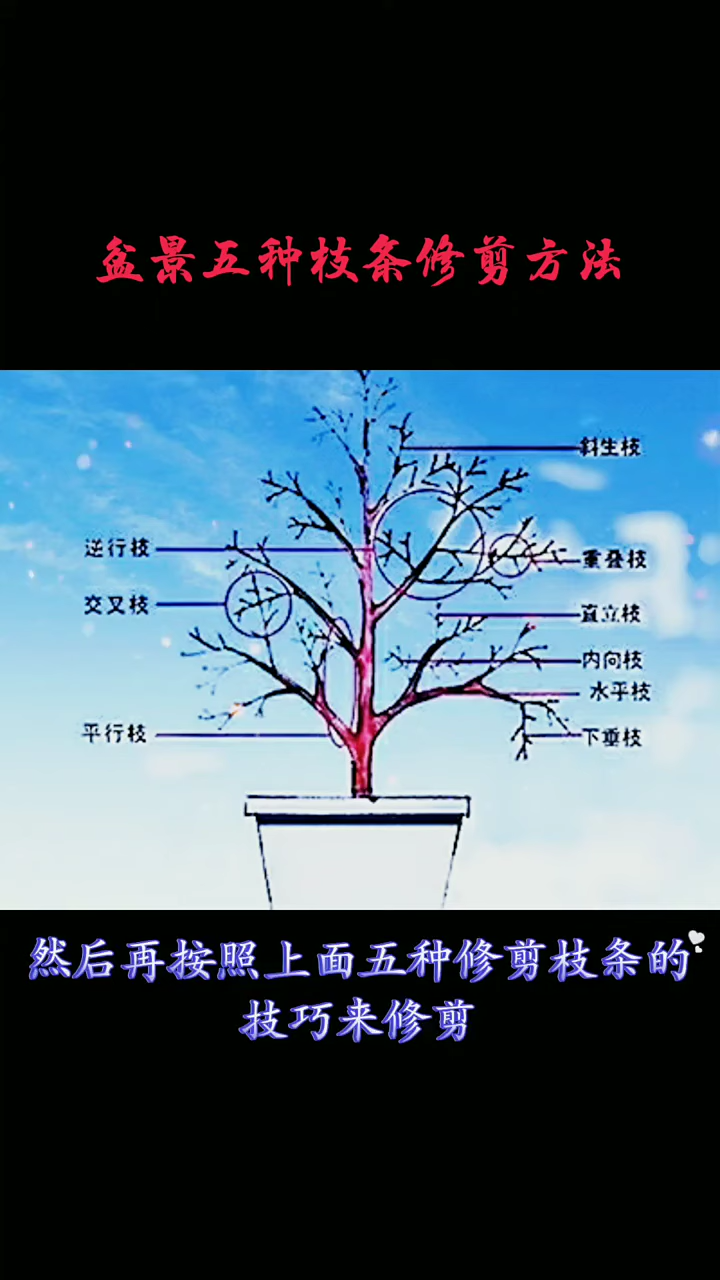 盆景五种枝条修剪方法
斜生枝
逆行枝
重叠枝
交叉枝
直立枝
内向枝
水平枝
平行枝
下垂枝
然后再按照上面五种修剪枝条的
技巧来修剪